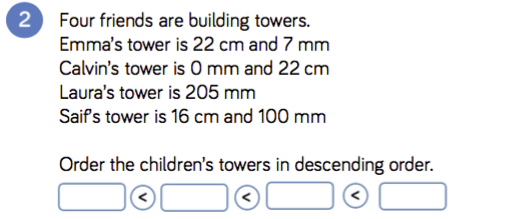 2 Four friends are building towers.
Emma's tower is 22 cm and 7 mm
Calvin's tower is 0 mm and 22 cm
Laura's tower is 205 mm
Saif's tower is 16 cm and 100 mm
Order the children's towers in descending order.
< < <